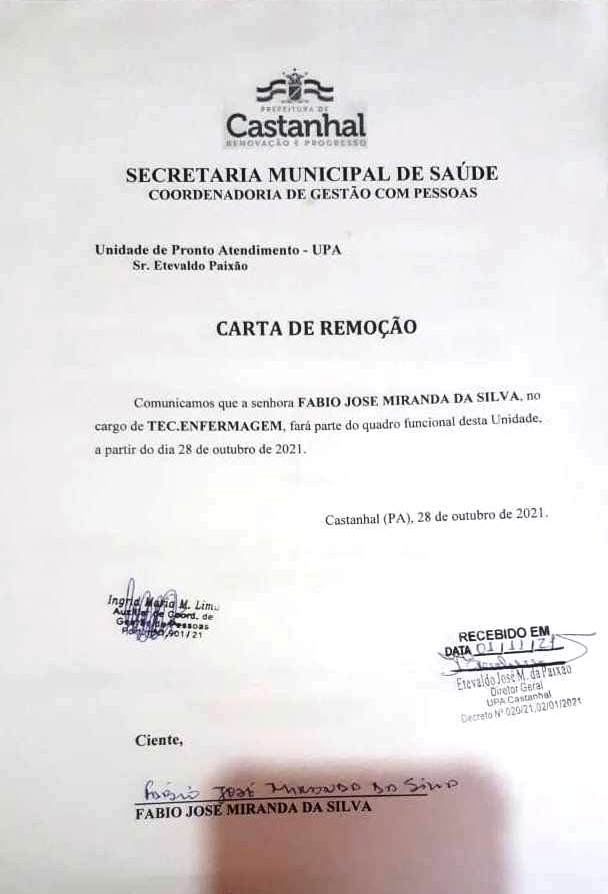 PREFEITURA DE
Castanhal
RENOVAÇÃO E PROGRESSO
SECRETARIA MUNICIPAL DE SAÚDE
COORDENADORIA DE GESTÃO COM PESSOAS
Unidade de Pronto Atendimento - UPA
Sr. Etevaldo Paixão
CARTA DE REMOÇÃO
Comunicamos que a senhora FABIO JOSE MIRANDA DA SILVA, no
cargo de TEC.ENFERMAGEM, fará parte do quadro funcional desta Unidade,
a partir do dia 28 de outubro de 2021.
Castanhal (PA), 28 de outubro de 2021.
Ingrid Maria M. Lima
Auxiliar de Coord. de
Gestão de Pessoas
901/21
RECEBIDO EM
DATA 01/11/21
Etevaldo José M. da Paixão
Diretor Geral
UPA Castanhal
Decreto Nº 020/21,02/01/2021
Ciente,
FABIO JOSÉ MIRANDA DA SILVA
FABIO JOSE MIRANDA DA SILVA